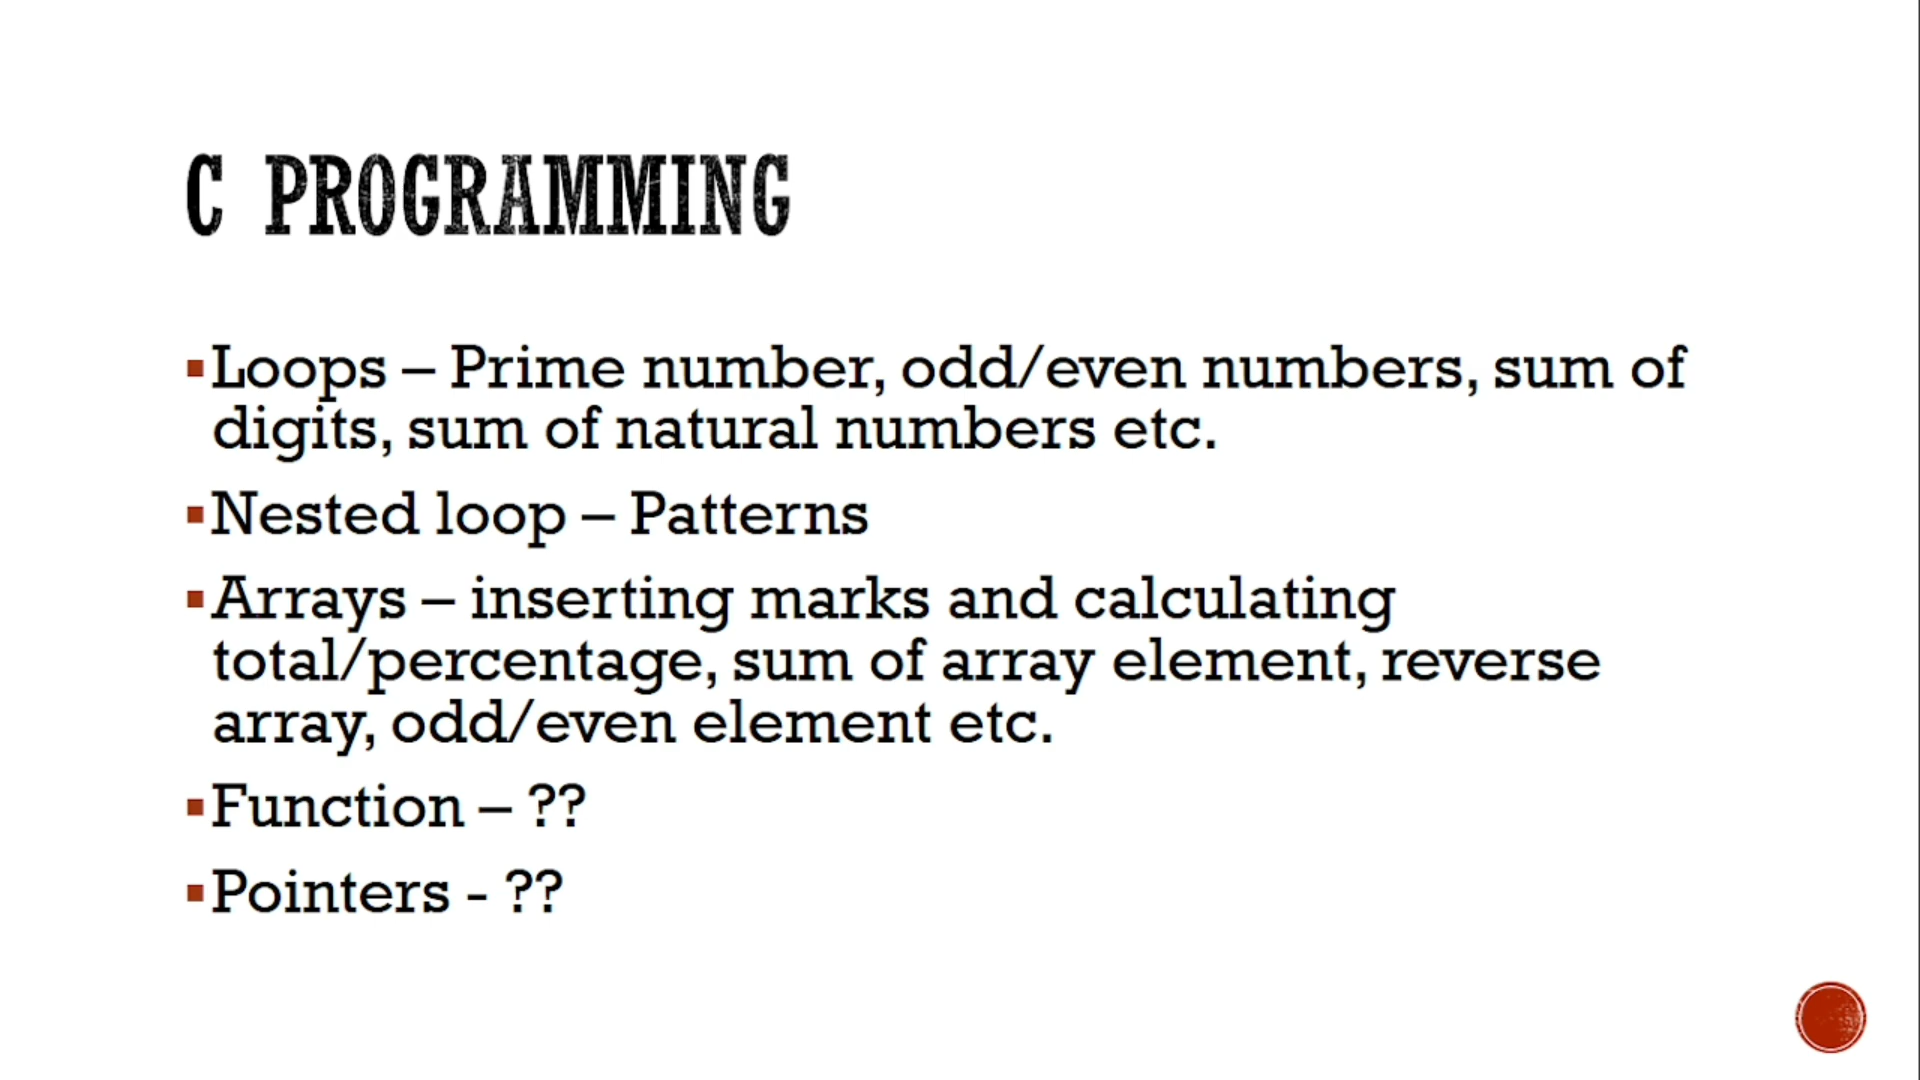 C PROGRAMMING
▪Loops – Prime number, odd/even numbers, sum of
digits, sum of natural numbers etc.
▪Nested loop – Patterns
▪Arrays – inserting marks and calculating
total/percentage, sum of array element, reverse
array, odd/even element etc.
▪Function – ??
▪Pointers - ??